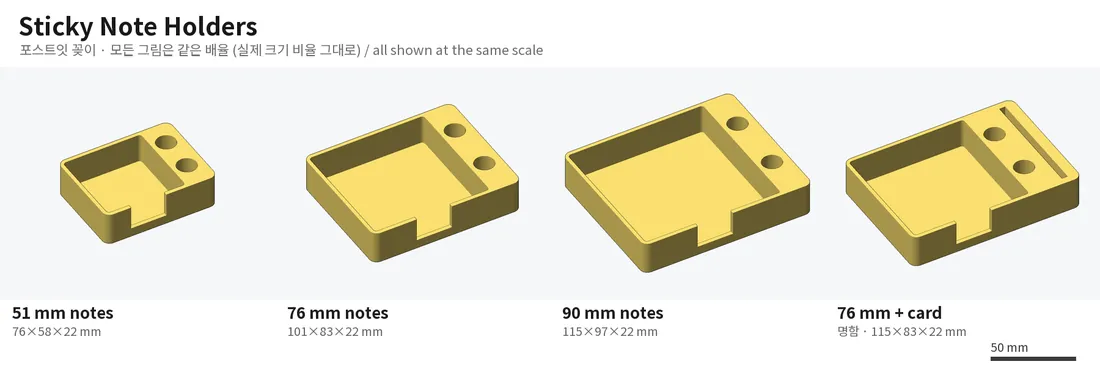 Sticky Note Holders
포스트잇 꽂이 · 모든 그림은 같은 배율 (실제 크기 비율 그대로) / all shown at the same scale
51 mm notes
76×58×22 mm
76 mm notes
101×83×22 mm
90 mm notes
115×97×22 mm
76 mm + card
명함 · 115×83×22 mm
50 mm